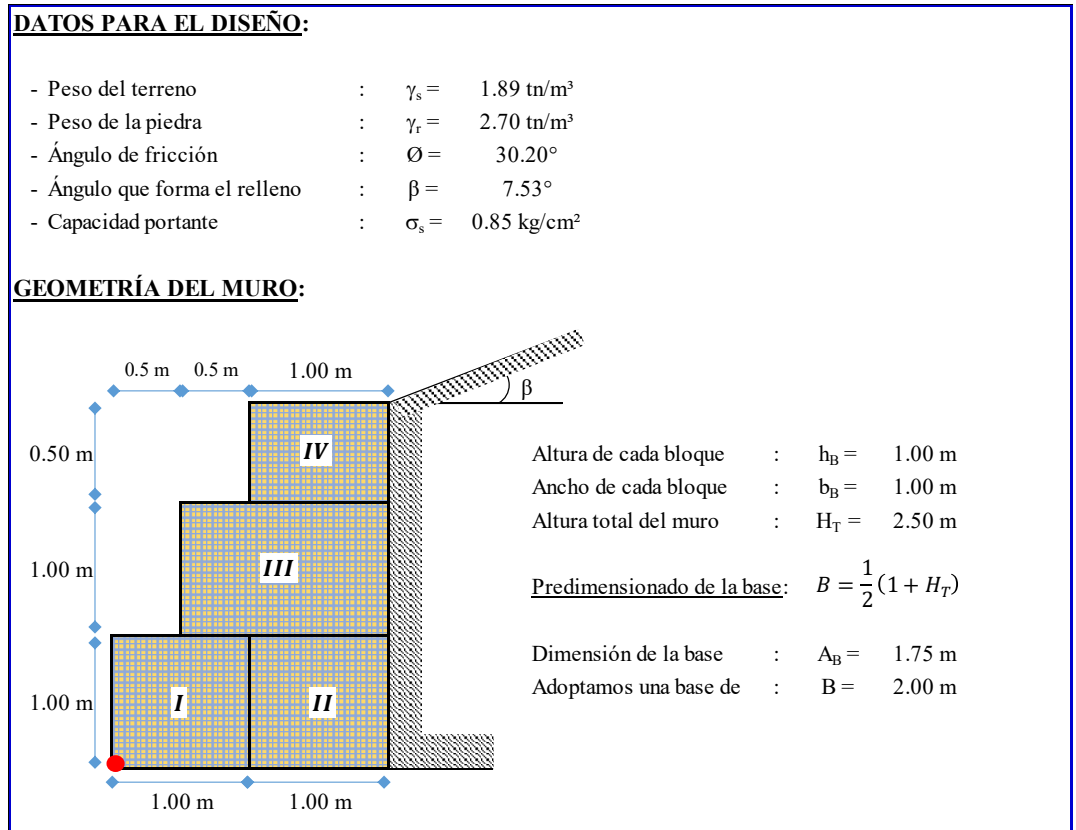 DATOS PARA EL DISEÑO:
- Peso del terreno : γs = 1.89 tn/m³
- Peso de la piedra : γr = 2.70 tn/m³
- Ángulo de fricción : Ø = 30.20°
- Ángulo que forma el relleno : β = 7.53°
- Capacidad portante : σs = 0.85 kg/cm²
GEOMETRÍA DEL MURO:
0.5 m 0.5 m 1.00 m
β
0.50 m
IV
1.00 m
III
1.00 m
I II
1.00 m 1.00 m
Altura de cada bloque : hB = 1.00 m
Ancho de cada bloque : bB = 1.00 m
Altura total del muro : HT = 2.50 m
Predimensionado de la base: B = 1/2 (1 + HT)
Dimensión de la base : AB = 1.75 m
Adoptamos una base de : B = 2.00 m